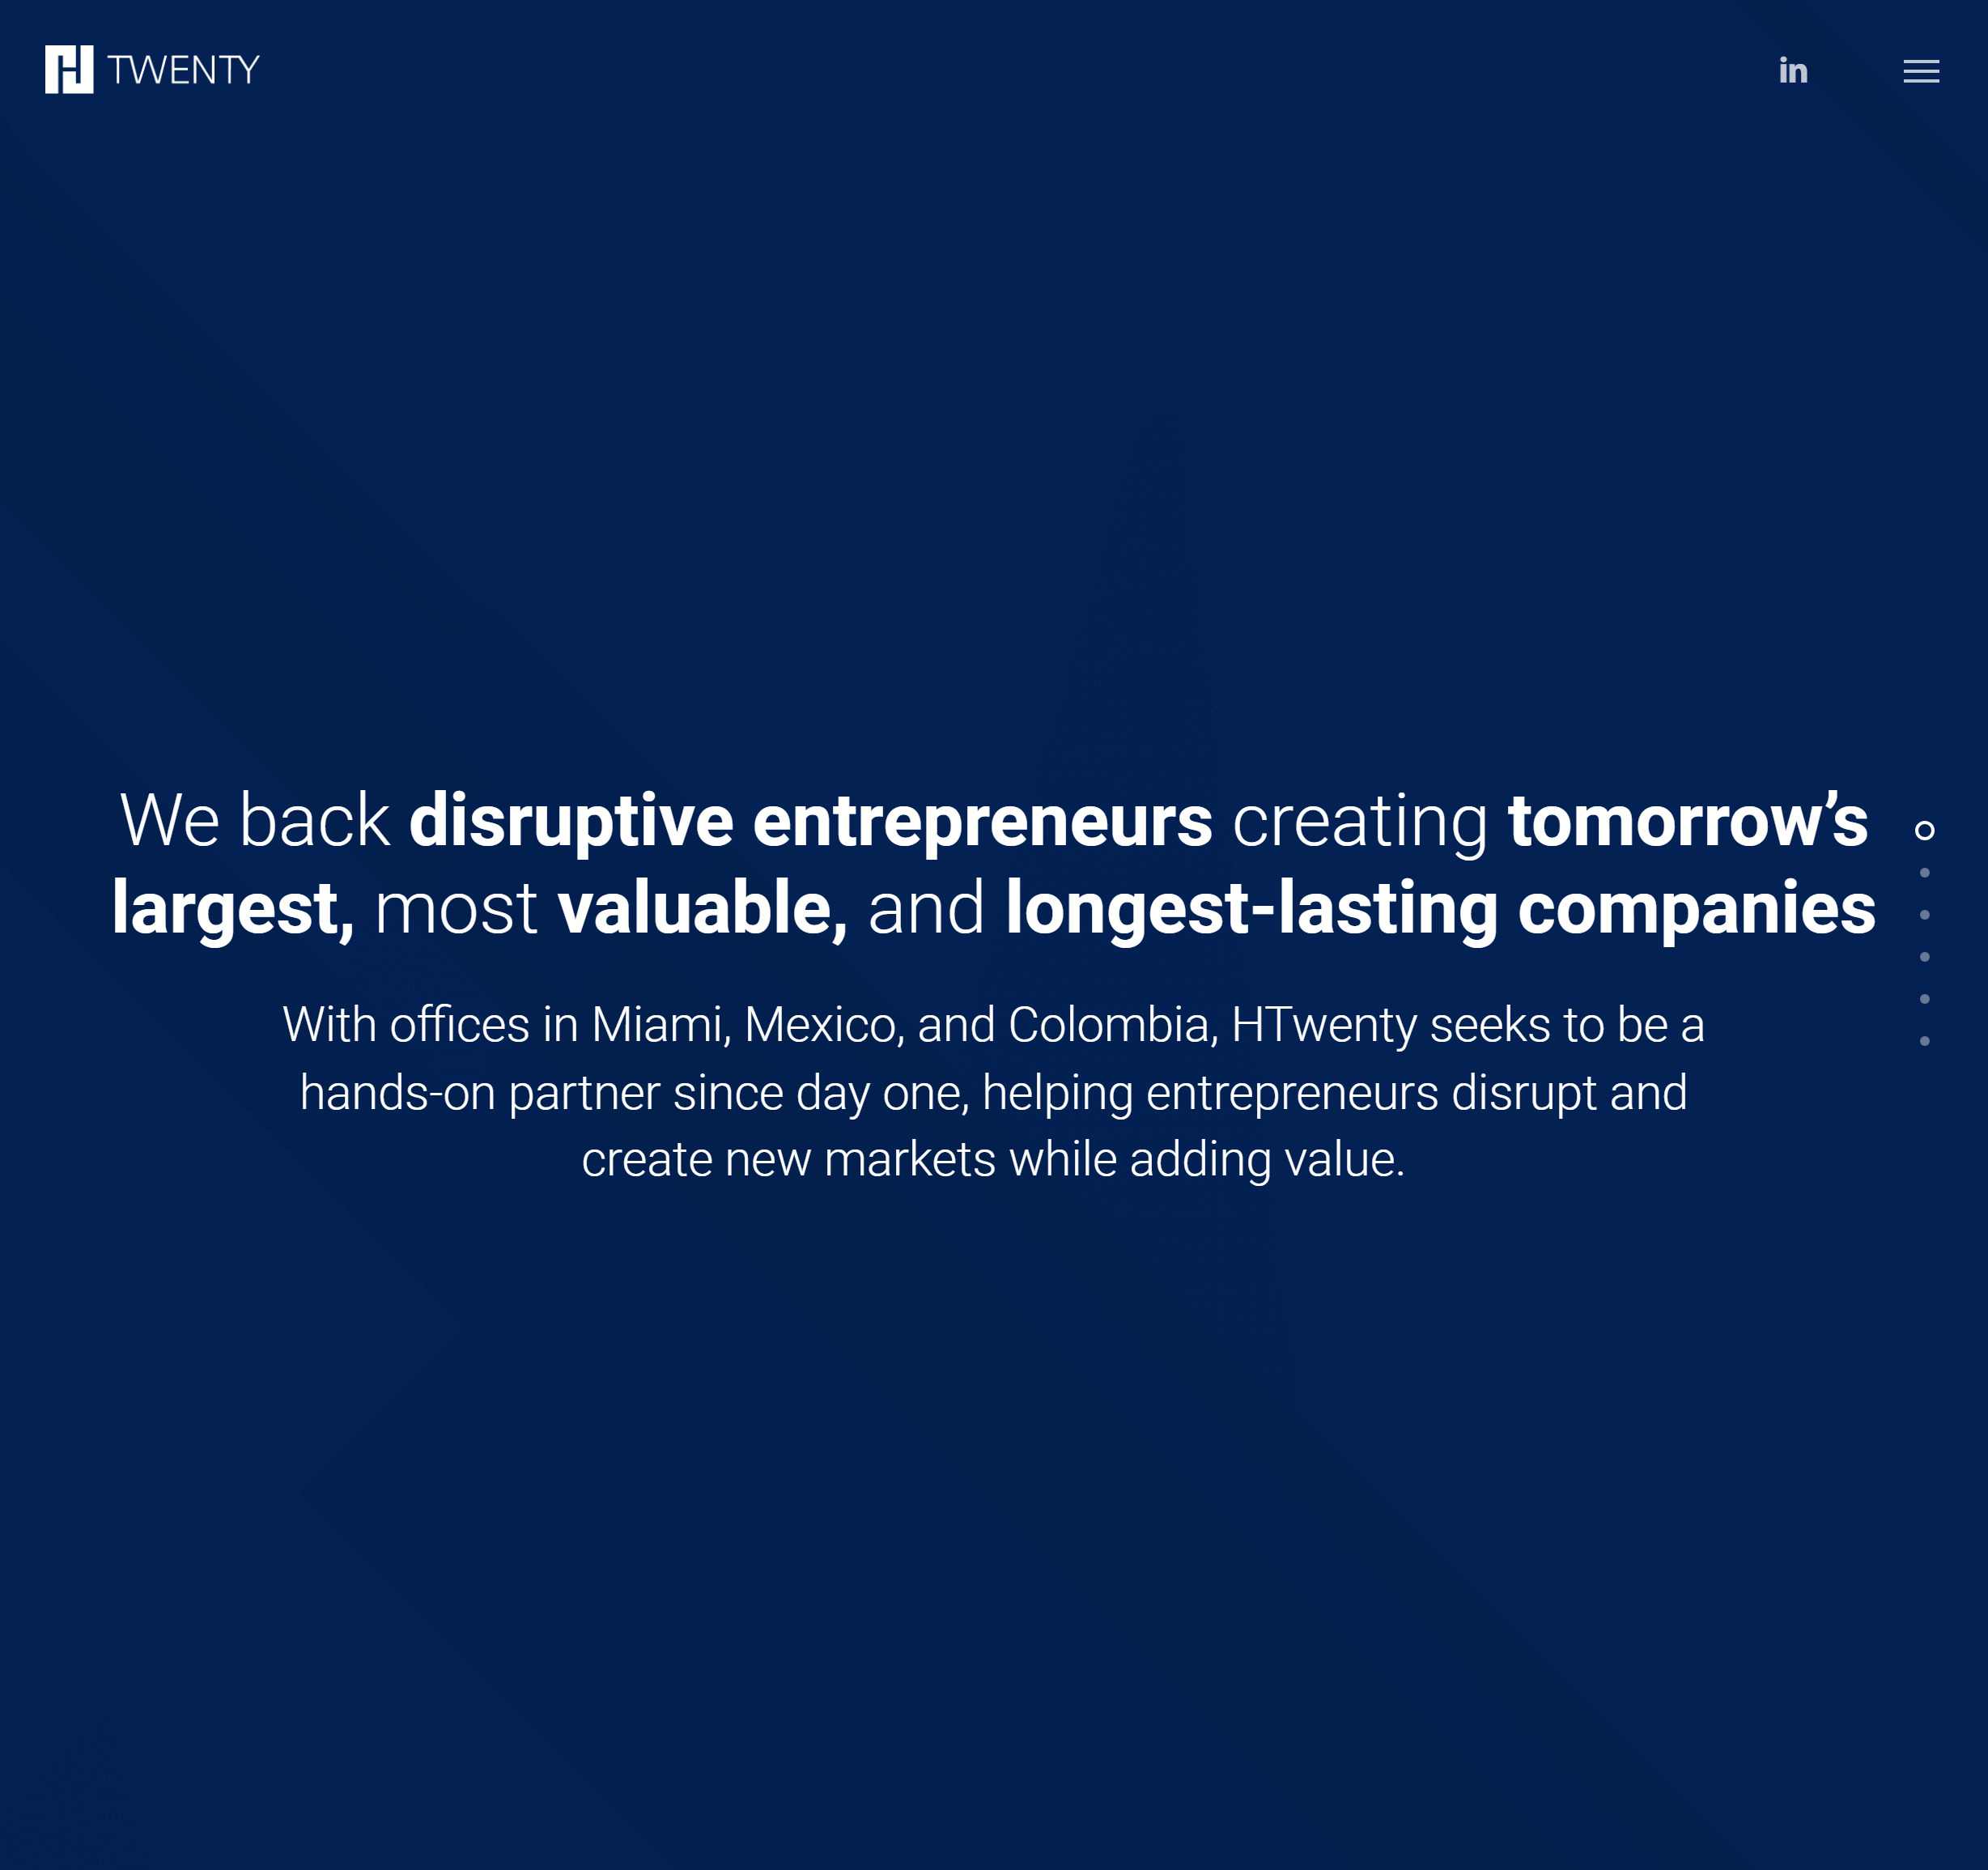 H TWENTY
in
We back disruptive entrepreneurs creating tomorrow’s
largest, most valuable, and longest-lasting companies
With offices in Miami, Mexico, and Colombia, HTwenty seeks to be a
hands-on partner since day one, helping entrepreneurs disrupt and
create new markets while adding value.